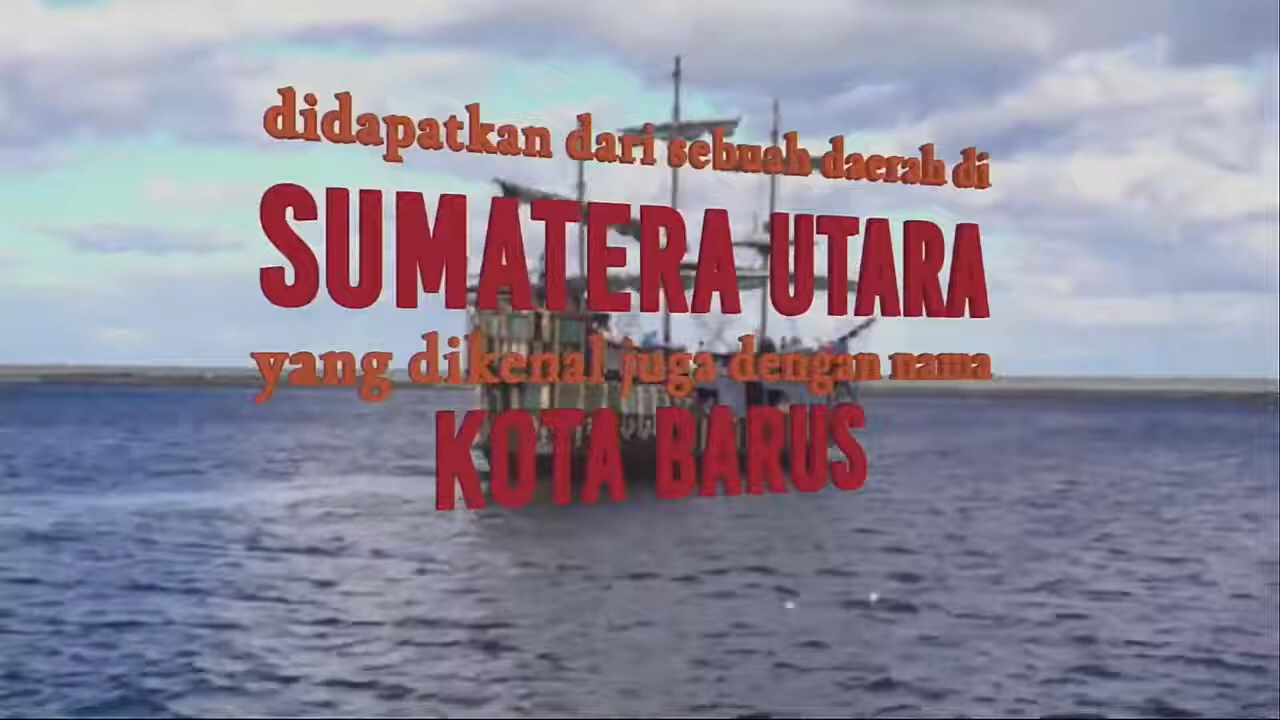 didapatkan dari sebuah daerah di
SUMATERA UTARA
yang dikenal juga dengan nama
KOTA BARUS